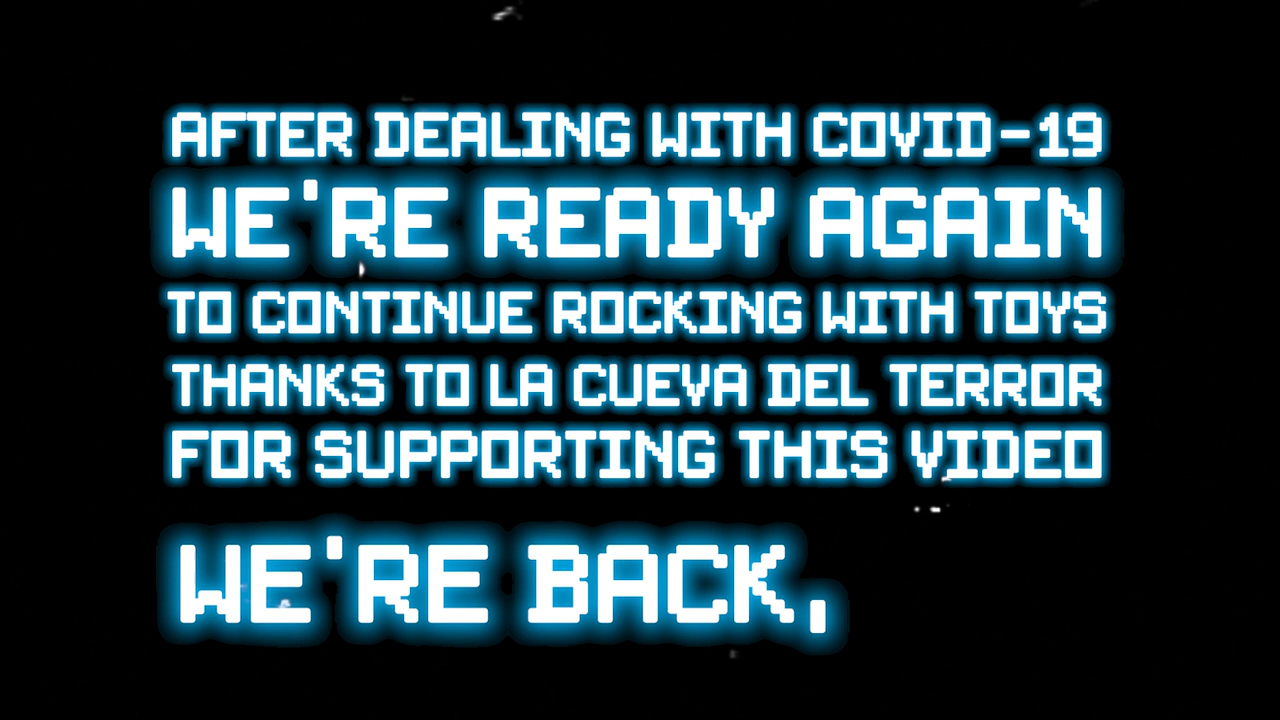 AFTER DEALING WITH COVID-19
WE'RE READY AGAIN
TO CONTINUE ROCKING WITH TOYS
THANKS TO LA CUEVA DEL TERROR
FOR SUPPORTING THIS VIDEO
WE'RE BACK,